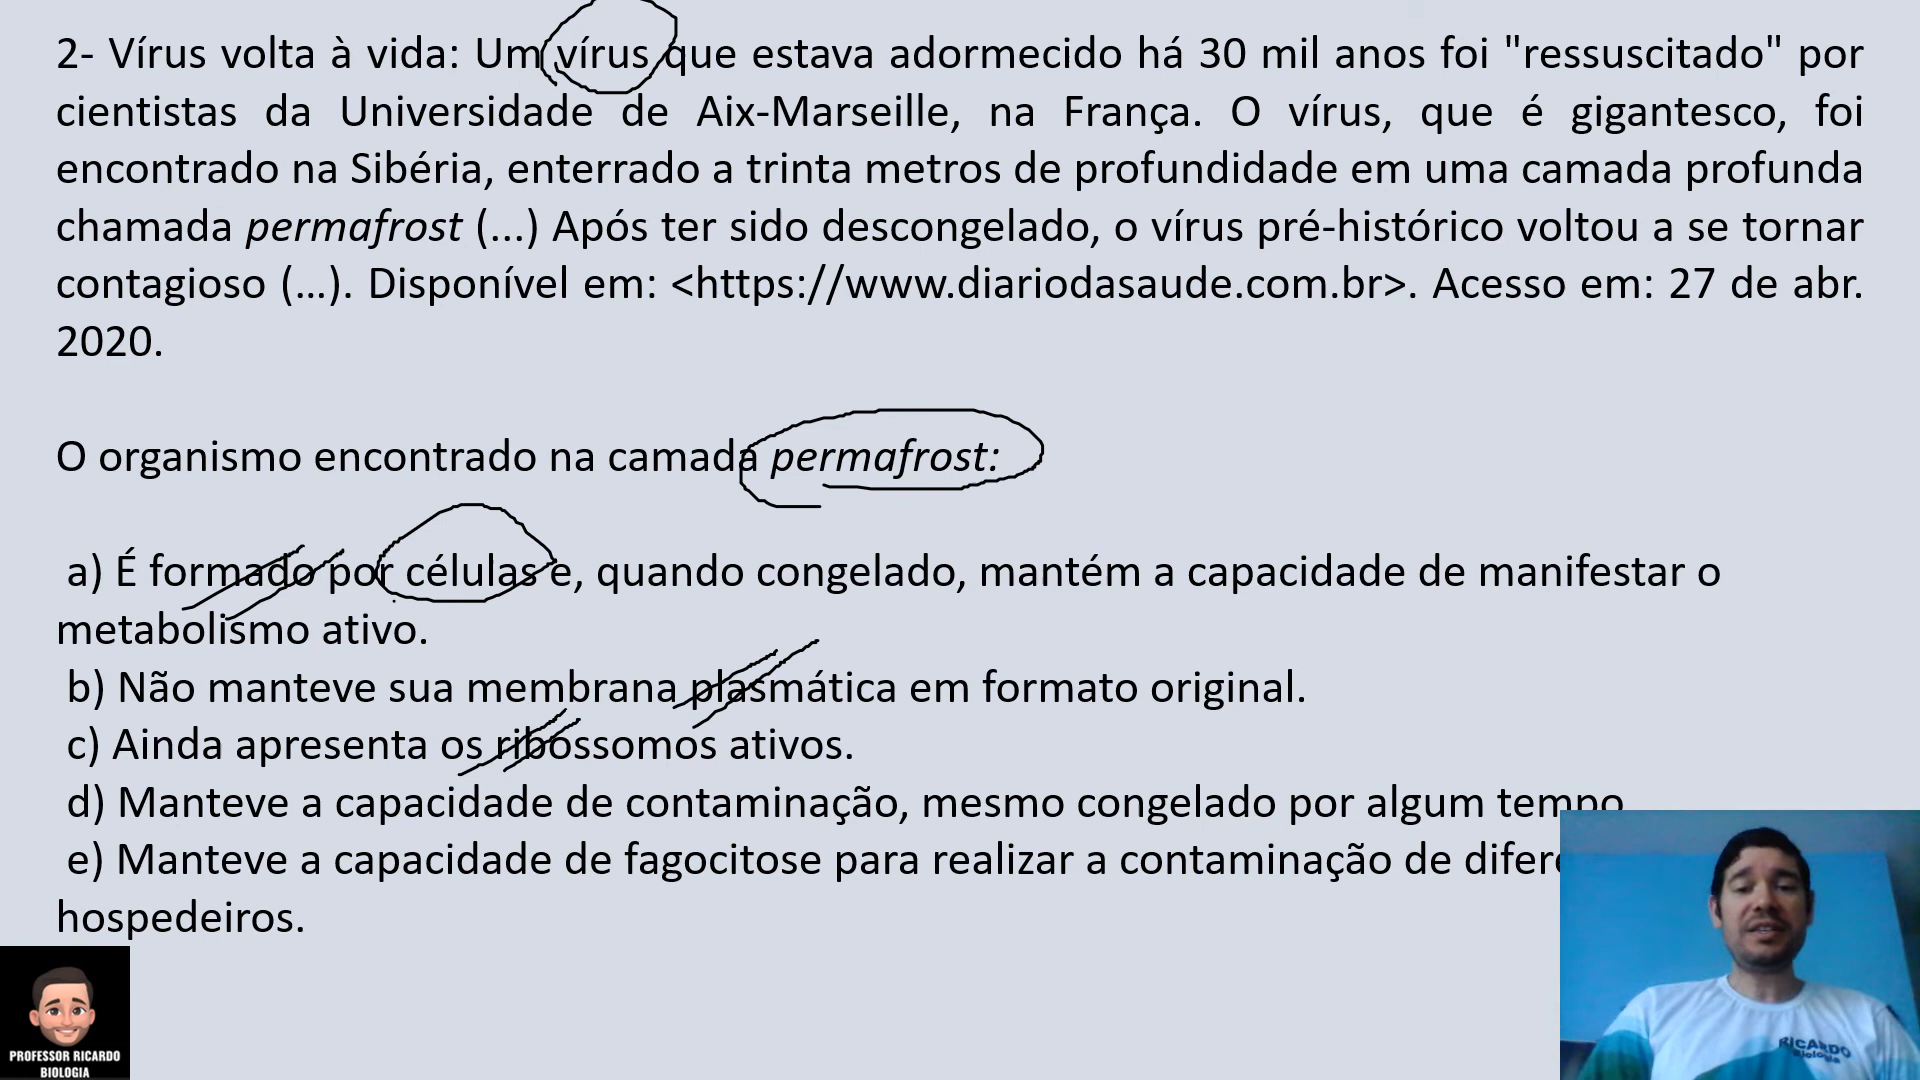 2- Vírus volta à vida: Um vírus que estava adormecido há 30 mil anos foi "ressuscitado" por
cientistas da Universidade de Aix-Marseille, na França. O vírus, que é gigantesco, foi
encontrado na Sibéria, enterrado a trinta metros de profundidade em uma camada profunda
chamada permafrost (...) Após ter sido descongelado, o vírus pré-histórico voltou a se tornar
contagioso (...). Disponível em: <https://www.diariodasaude.com.br>. Acesso em: 27 de abr.
2020.
O organismo encontrado na camada permafrost:
a) É formado por células e, quando congelado, mantém a capacidade de manifestar o
metabolismo ativo.
b) Não manteve sua membrana plasmática em formato original.
c) Ainda apresenta os ribossomos ativos.
d) Manteve a capacidade de contaminação, mesmo congelado por algum tempo
e) Manteve a capacidade de fagocitose para realizar a contaminação de
hospedeiros.
PROFESSOR RICARDO
BIOLOGIA
RICARDO
Biologia